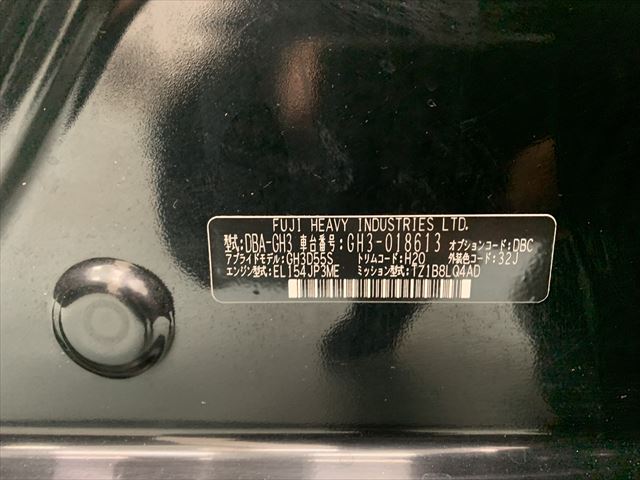 FUJI HEAVY INDUSTRIES LTD.
型式:DBA-GH3 車台番号:GH3-018613 オプションコード:DBC
アプライドモデル:GH3D55S トリムコード:H20 外装色コード:32J
エンジン型式:EL154JP3ME ミッション型式:TZ1B8LQ4AD